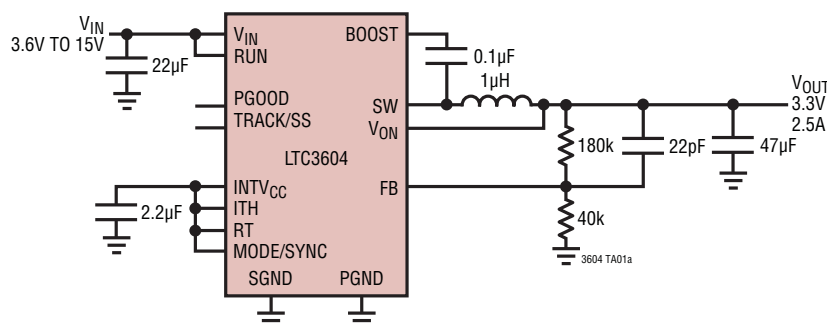 VIN
3.6V TO 15V
22µF
VIN
RUN
PGOOD
TRACK/SS
LTC3604
INTVCC
ITH
RT
MODE/SYNC
2.2µF
SGND
PGND
BOOST
SW
VON
FB
0.1µF
1µH
180k
40k
22pF
47µF
VOUT
3.3V
2.5A
3604 TA01a